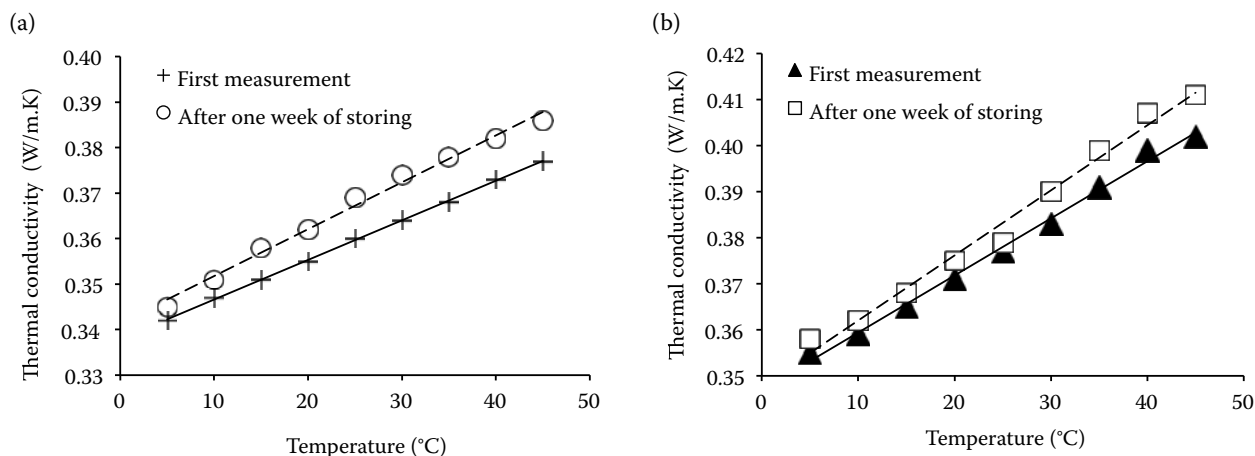 (a)
Thermal conductivity (W/m.K)
0.40
0.39
0.38
0.37
0.36
0.35
0.34
0.33
First measurement
After one week of storing
0 10 20 30 40 50
Temperature (°C)
(b)
Thermal conductivity (W/m.K)
0.42
0.41
0.40
0.39
0.38
0.37
0.36
0.35
First measurement
After one week of storing
0 10 20 30 40 50
Temperature (°C)